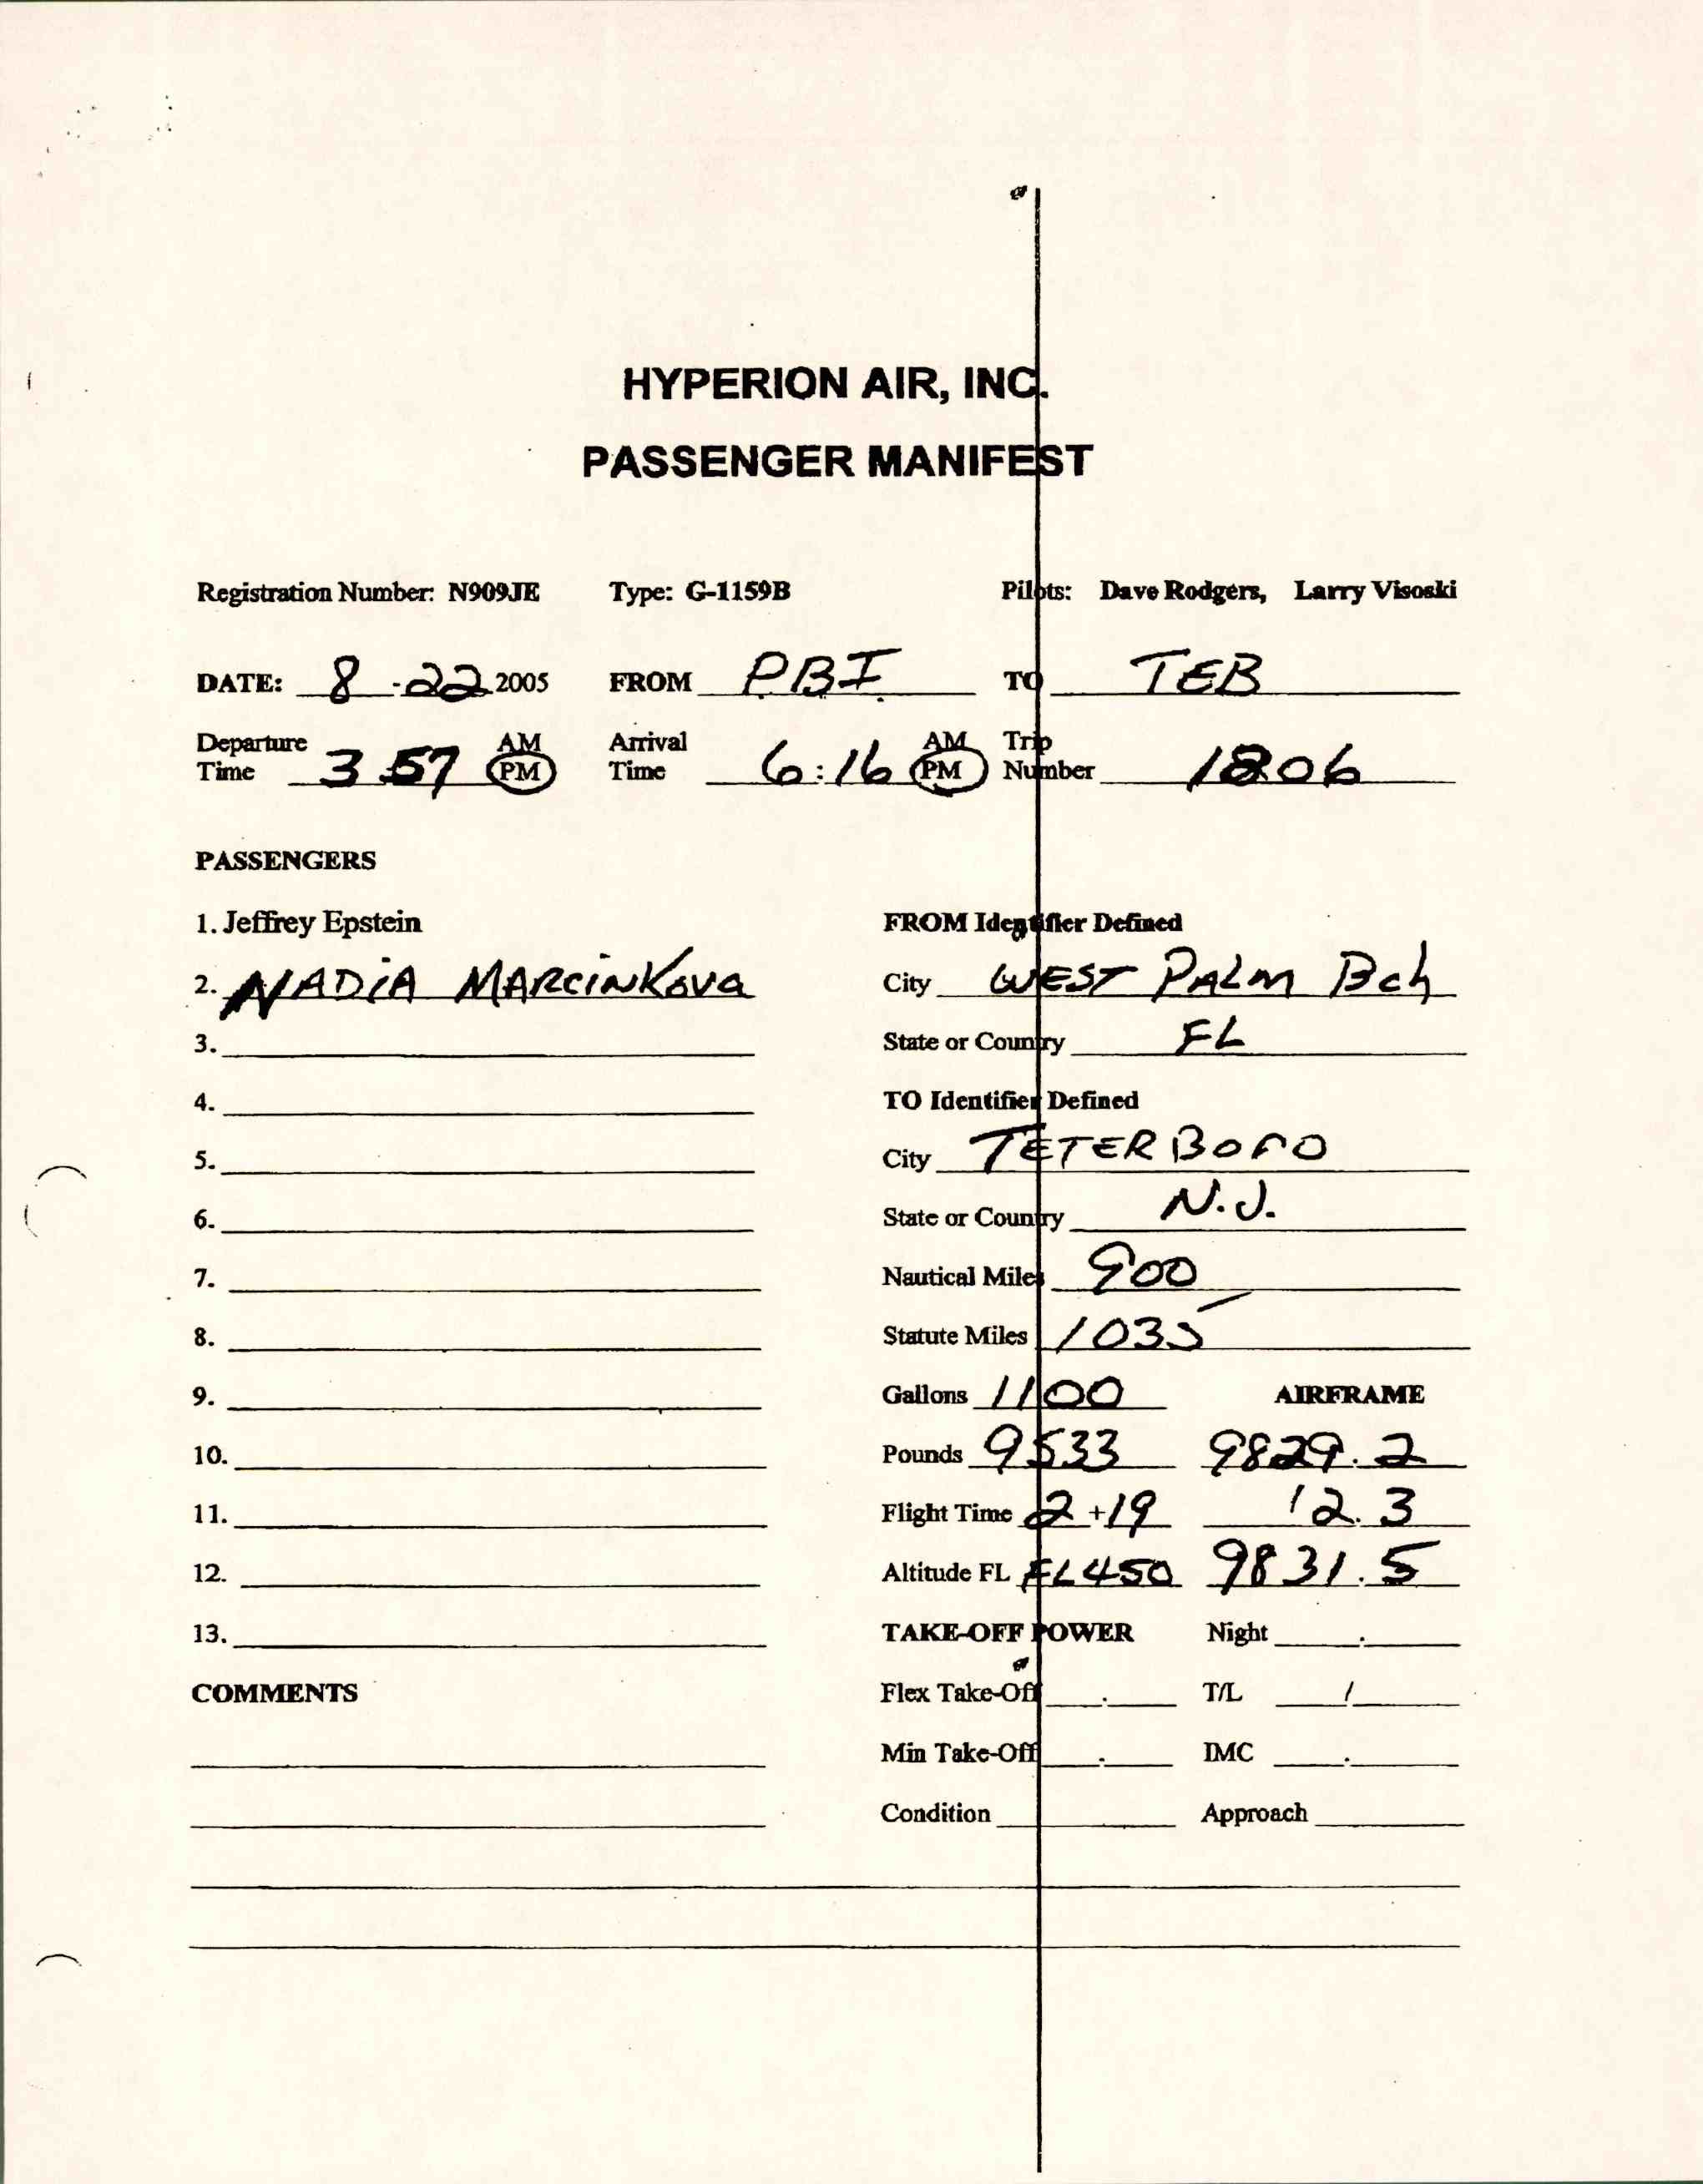 HYPERION AIR, INC.
PASSENGER MANIFEST
Registration Number: N909JE Type: G-1159B Pilots: Dave Rodgers, Larry Visoski
DATE: 8-22 2005 FROM PBI TO TEB
Departure Time 3:57 AM PM Arrival Time 6:16 AM PM Trip Number 1806
PASSENGERS
1. Jeffrey Epstein FROM Identifier Defined
2. NADIA MARCINKOVA City WEST PALM Bch
3. State or Country FL
4. TO Identifier Defined
5. City TETERBORO
6. State or Country N.J.
7. Nautical Miles 900
8. Statute Miles 1035
9. Gallons 1100 AIRFRAME
10. Pounds 9533 9829.2
11. Flight Time 2+19 12.3
12. Altitude FL FL450 9831.5
13. TAKE-OFF POWER Night .
COMMENTS Flex Take-Off . T/L /
Min Take-Off . IMC .
Condition Approach